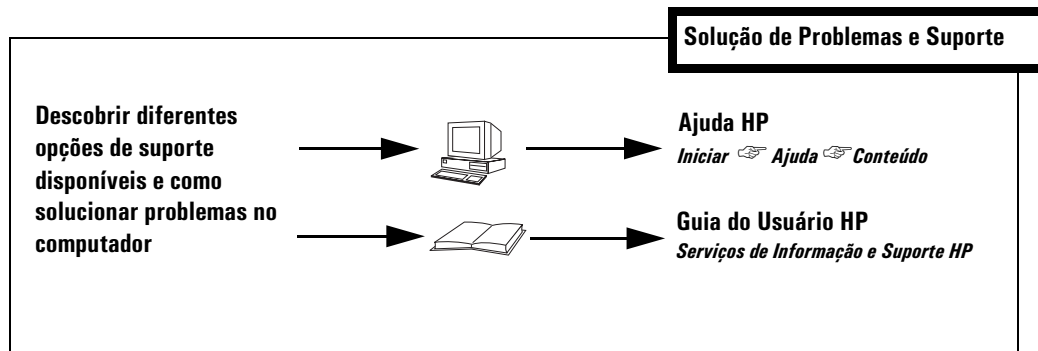 Solução de Problemas e Suporte
Descobrir diferentes
opções de suporte
disponíveis e como
solucionar problemas no
computador
Ajuda HP
Iniciar ☞ Ajuda ☞ Conteúdo
Guia do Usuário HP
Serviços de Informação e Suporte HP